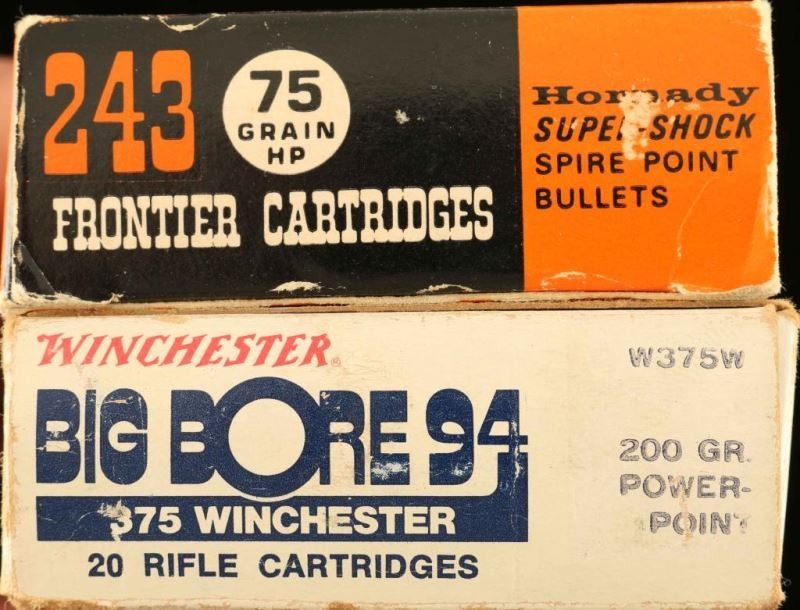 243
75
GRAIN
HP
FRONTIER CARTRIDGES
Hornady
SUPER-SHOCK
SPIRE POINT
BULLETS
WINCHESTER®
BIG BORE 94
375 WINCHESTER
20 RIFLE CARTRIDGES
W375W
200 GR.
POWER-
POINT